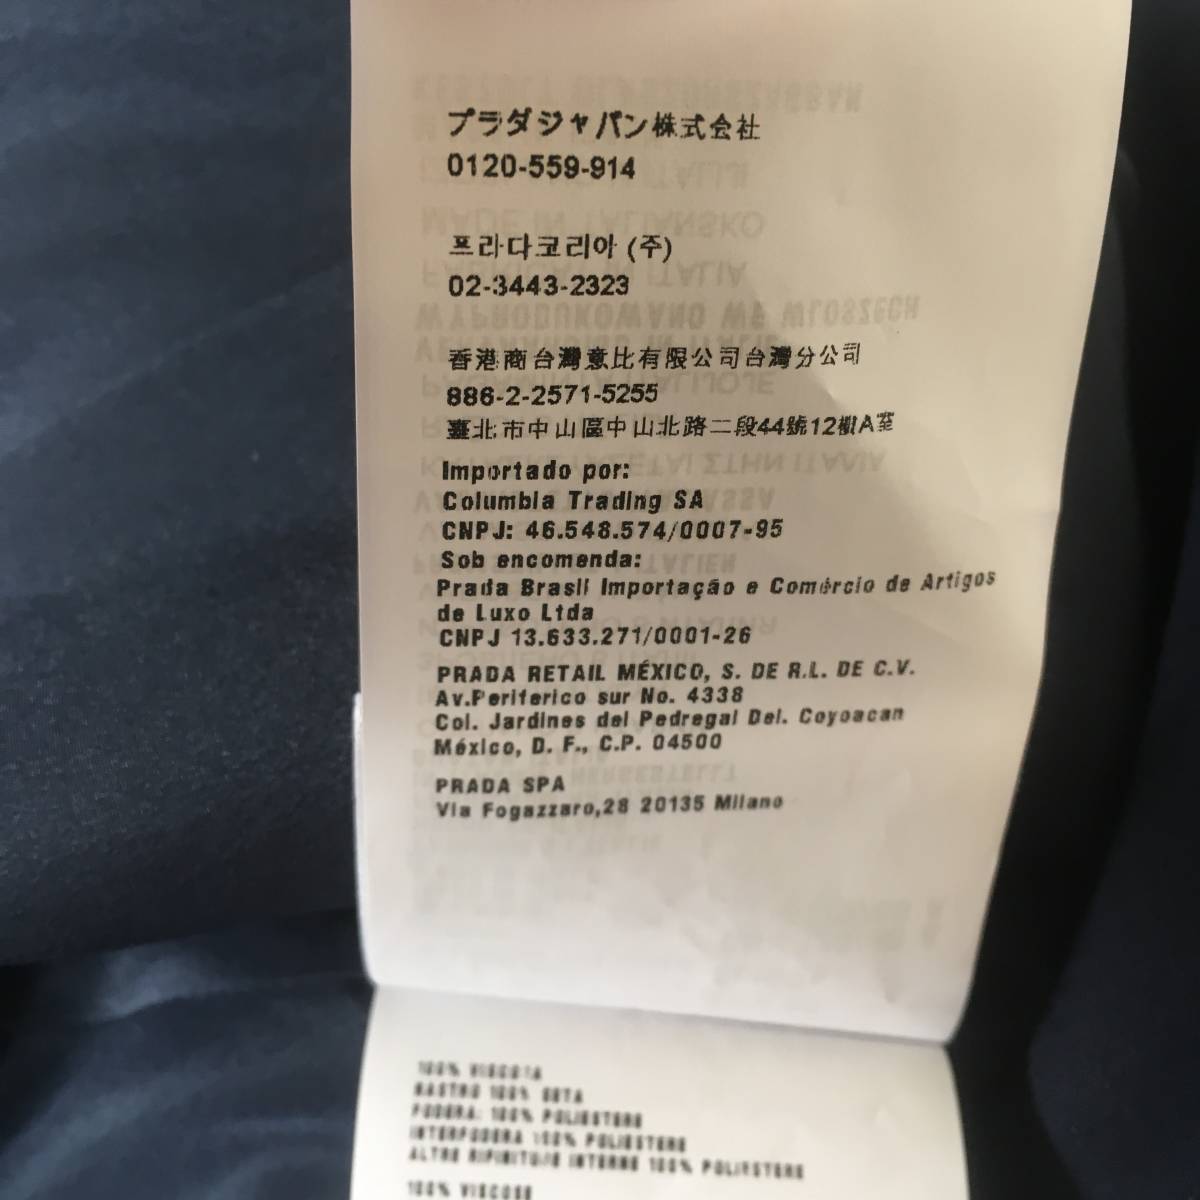 プラダジャパン株式会社
0120-559-914
프라다코리아 (주)
02-3443-2323
香港商台灣意比有限公司台灣分公司
886-2-2571-5255
臺北市中山區中山北路二段44號12樓A室
Importado por:
Columbia Trading SA
CNPJ: 46.548.574/0007-95
Sob encomenda:
Prada Brasil Importação e Comércio de Artigos
de Luxo Ltda
CNPJ 13.633.271/0001-26
PRADA RETAIL MÉXICO, S. DE R.L. DE C.V.
Av.Periferico sur No. 4338
Col. Jardines del Pedregal Del. Coyoacan
México, D. F., C.P. 04500
PRADA SPA
Via Fogazzaro,28 20135 Milano
100% VISCOSA
NASTRO 100% SETA
FODERA: 100% POLIESTERE
INTERFODERA 100% POLIESTERE
ALTRE RIFINITURE INTERNE 100% POLIESTERE
100% VISCOSE